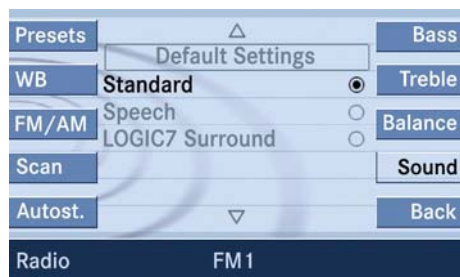 Presets
Bass
Default Settings
WB
Standard
Treble
FM/AM
Speech
Balance
LOGIC7 Surround
Scan
Sound
Autost.
Back
Radio FM1